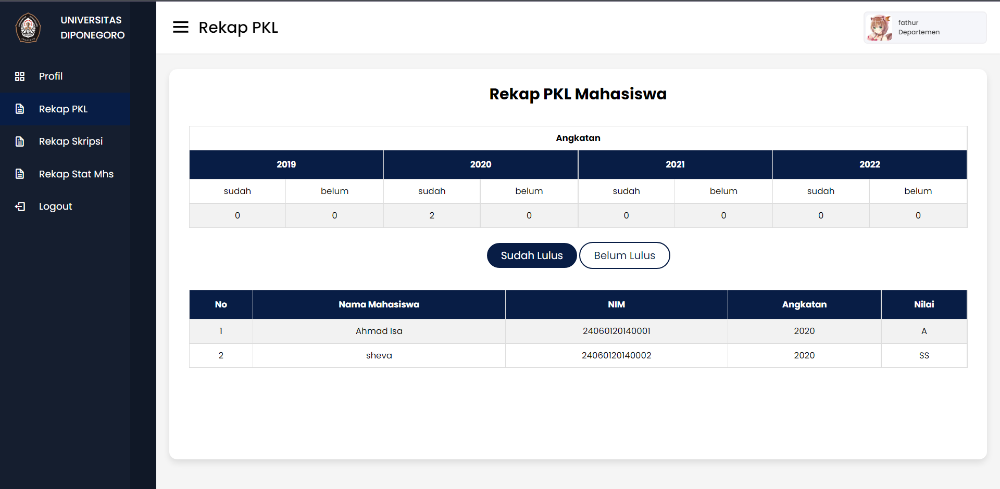 UNIVERSITAS
DIPONEGORO
Profil
Rekap PKL
Rekap Skripsi
Rekap Stat Mhs
Logout
Rekap PKL
fathur
Departemen
Rekap PKL Mahasiswa
Angkatan
2019 2020 2021 2022
sudah belum sudah belum sudah belum sudah belum
0 0 2 0 0 0 0 0
Sudah Lulus Belum Lulus
No Nama Mahasiswa NIM Angkatan Nilai
1 Ahmad Isa 24060120140001 2020 A
2 sheva 24060120140002 2020 SS